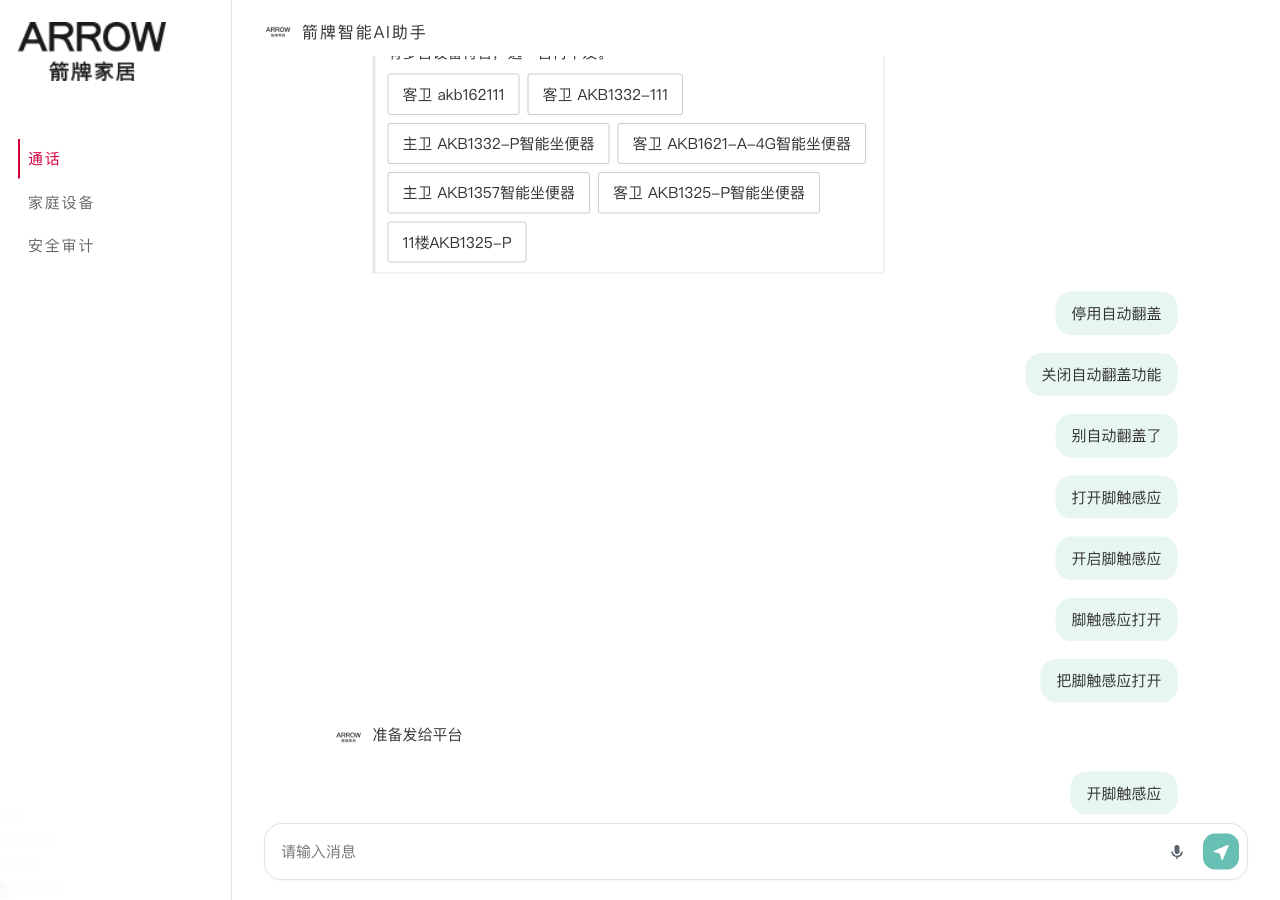 ARROW
箭牌家居
通话
家庭设备
安全审计
ARROW
箭牌智能AI助手
客卫 akb162111
客卫 AKB1332-111
主卫 AKB1332-P智能坐便器
客卫 AKB1621-A-4G智能坐便器
主卫 AKB1357智能坐便器
客卫 AKB1325-P智能坐便器
11楼AKB1325-P
停用自动翻盖
关闭自动翻盖功能
别自动翻盖了
打开脚触感应
开启脚触感应
脚触感应打开
把脚触感应打开
ARROW
准备发给平台
开脚触感应
请输入消息